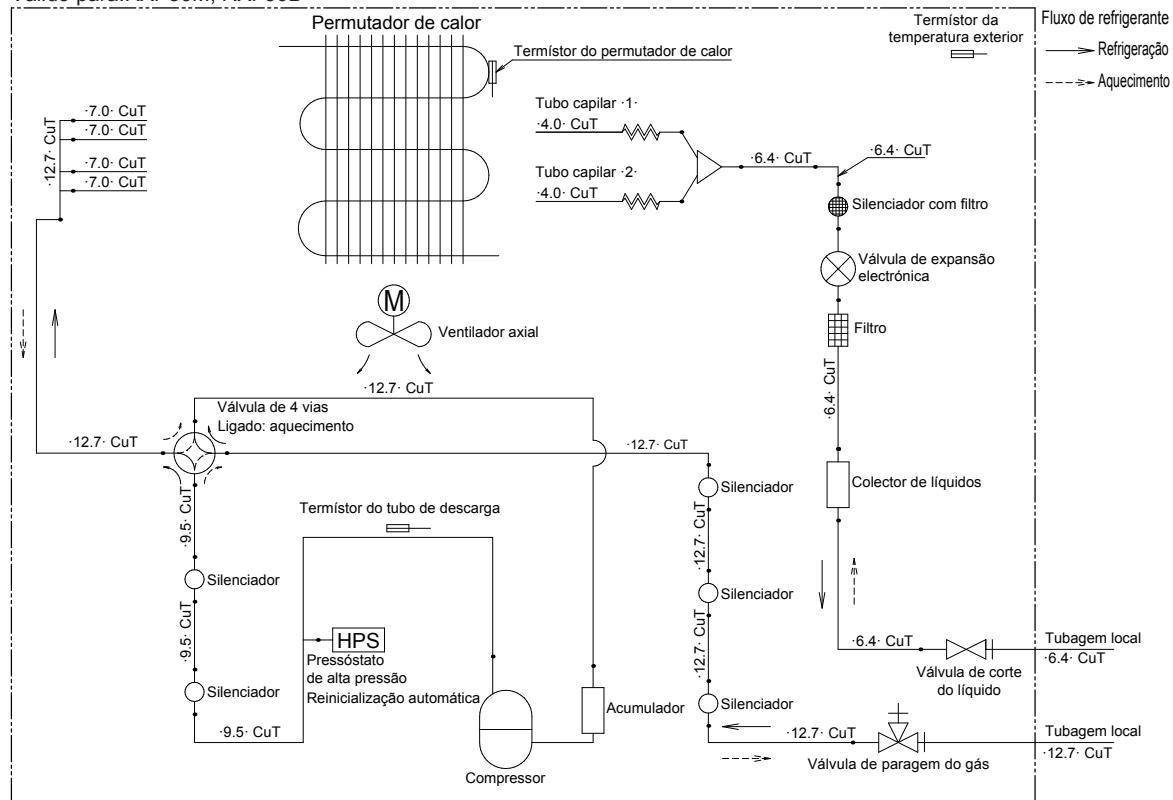 Permutador de calor
Termístor da
temperatura exterior
Fluxo de refrigerante
Refrigeração
Aquecimento
Termístor do permutador de calor
·7.0· CuT
·7.0· CuT
·7.0· CuT
·7.0· CuT
·12.7· CuT
Tubo capilar ·1·
·4.0· CuT
Tubo capilar ·2·
·4.0· CuT
·6.4· CuT
·6.4· CuT
Silenciador com filtro
Válvula de expansão
electrónica
M
Ventilador axial
Filtro
·12.7· CuT
·6.4· CuT
Válvula de 4 vias
Ligado: aquecimento
·12.7· CuT
·12.7· CuT
Silenciador
Colector de líquidos
Termístor do tubo de descarga
·9.5· CuT
·12.7· CuT
Silenciador
Silenciador
·9.5· CuT
HPS
Pressóstato
de alta pressão
Reinicialização automática
·12.7· CuT
·6.4· CuT
Tubagem local
·6.4· CuT
Válvula de corte
do líquido
Silenciador
Silenciador
Acumulador
·9.5· CuT
·12.7· CuT
Tubagem local
·12.7· CuT
Válvula de paragem do gás
Compressor